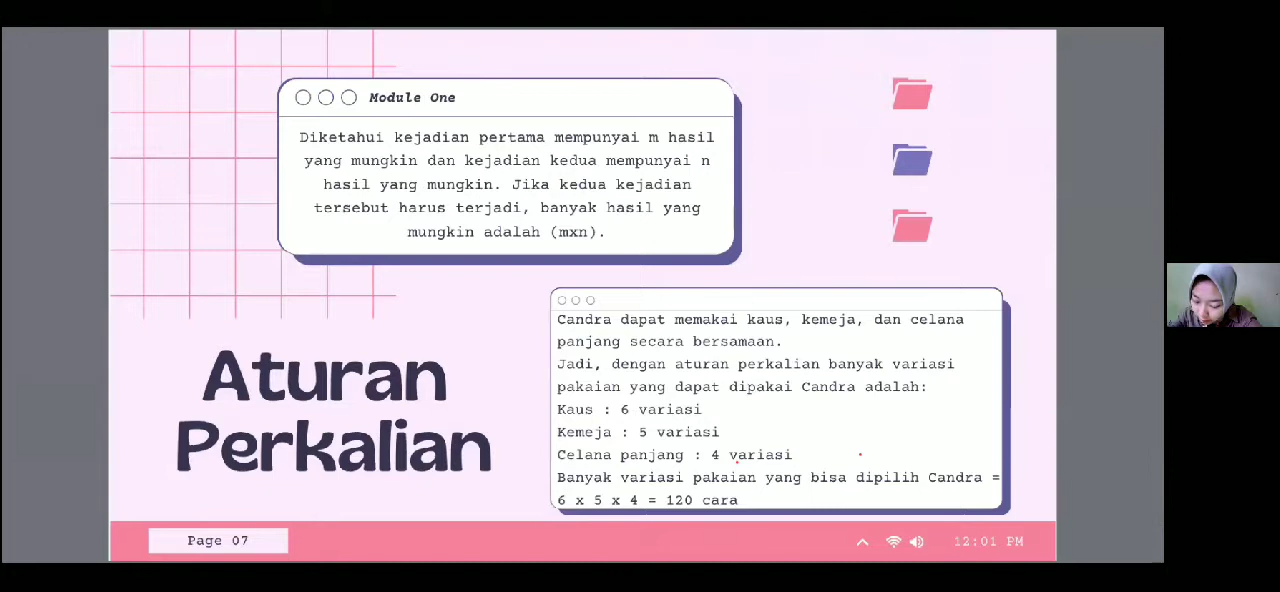 Module One
Diketahui kejadian pertama mempunyai m hasil
yang mungkin dan kejadian kedua mempunyai n
hasil yang mungkin. Jika kedua kejadian
tersebut harus terjadi, banyak hasil yang
mungkin adalah (mxn).
Aturan
Perkalian
Candra dapat memakai kaus, kemeja, dan celana
panjang secara bersamaan.
Jadi, dengan aturan perkalian banyak variasi
pakaian yang dapat dipakai Candra adalah:
Kaus : 6 variasi
Kemeja : 5 variasi
Celana panjang : 4 variasi
Banyak variasi pakaian yang bisa dipilih Candra =
6 x 5 x 4 = 120 cara
Page 07
12:01 PM